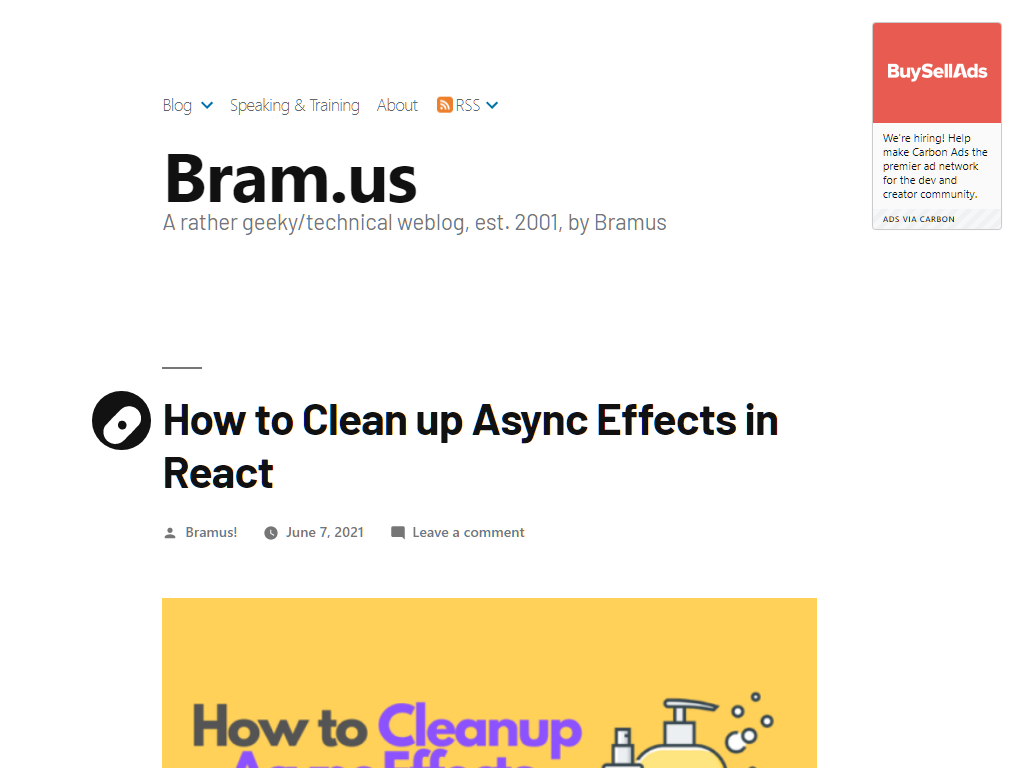 Blog Speaking & Training About RSS
Bram.us
A rather geeky/technical weblog, est. 2001, by Bramus
BuySellAds
We're hiring! Help
make Carbon Ads the
premier ad network
for the dev and
creator community.
ADS VIA CARBON
How to Clean up Async Effects in
React
Bramus! June 7, 2021 Leave a comment
How to Cleanup
Async Effects